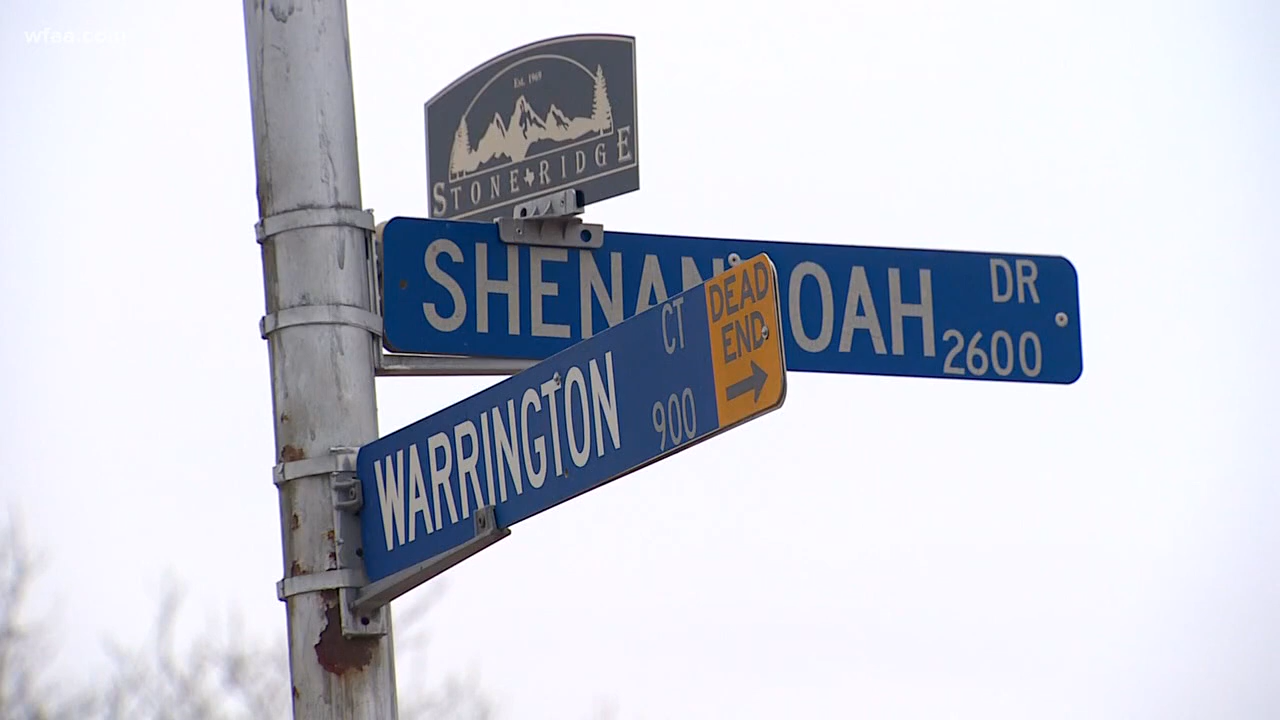 wfaa.com
Est. 1969
STONE RIDGE
SHENAN OAH DR
2600
DEAD
END
WARRINGTON CT
900